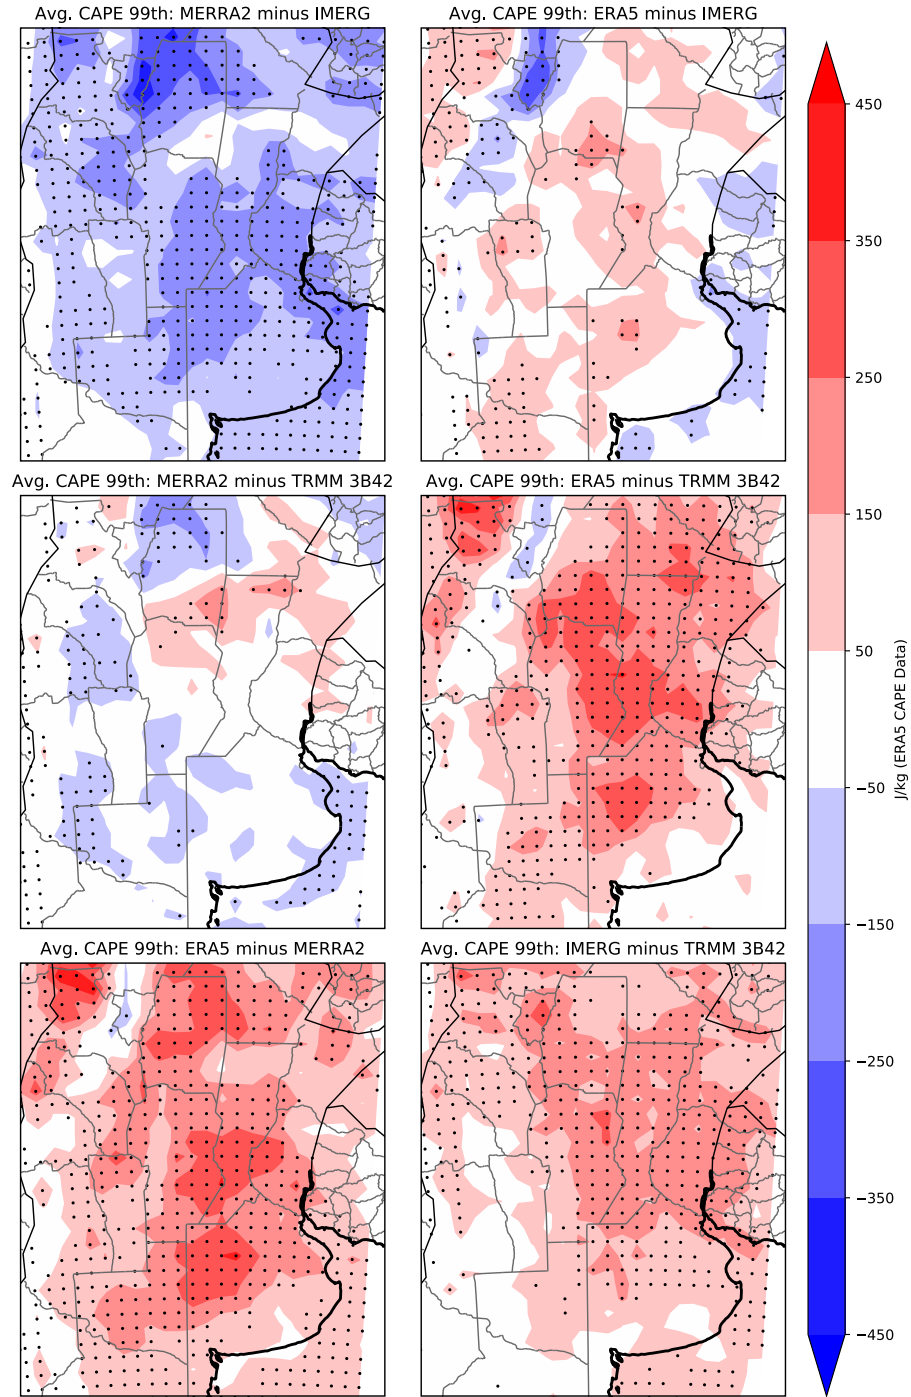 Avg. CAPE 99th: MERRA2 minus IMERG
Avg. CAPE 99th: ERA5 minus IMERG
Avg. CAPE 99th: MERRA2 minus TRMM 3B42
Avg. CAPE 99th: ERA5 minus TRMM 3B42
Avg. CAPE 99th: ERA5 minus MERRA2
Avg. CAPE 99th: IMERG minus TRMM 3B42
450
350
250
150
50
−50
−150
−250
−350
−450
J/kg (ERA5 CAPE Data)